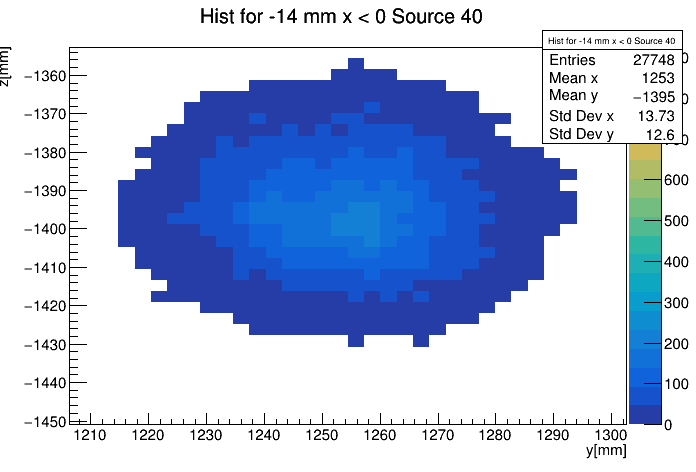 Hist for -14 mm x < 0 Source 40
z[mm]
Hist for -14 mm x < 0 Source 40
Entries 27748
Mean x 1253
Mean y −1395
Std Dev x 13.73
Std Dev y 12.6
−1360
−1370
−1380
−1390
−1400
−1410
−1420
−1430
−1440
−1450
600
500
400
300
200
100
0
1210 1220 1230 1240 1250 1260 1270 1280 1290 1300
y[mm]